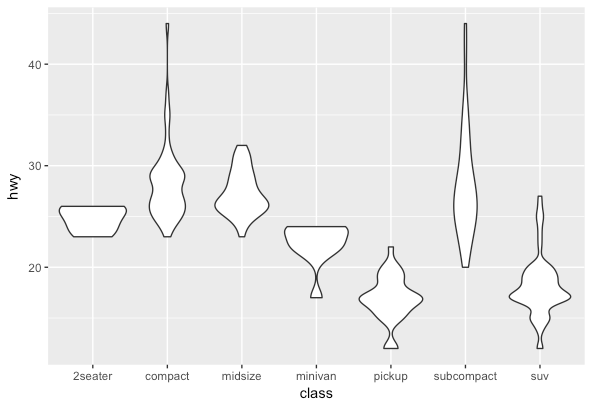 hwy
40
30
20
2seater compact midsize minivan pickup subcompact suv
class